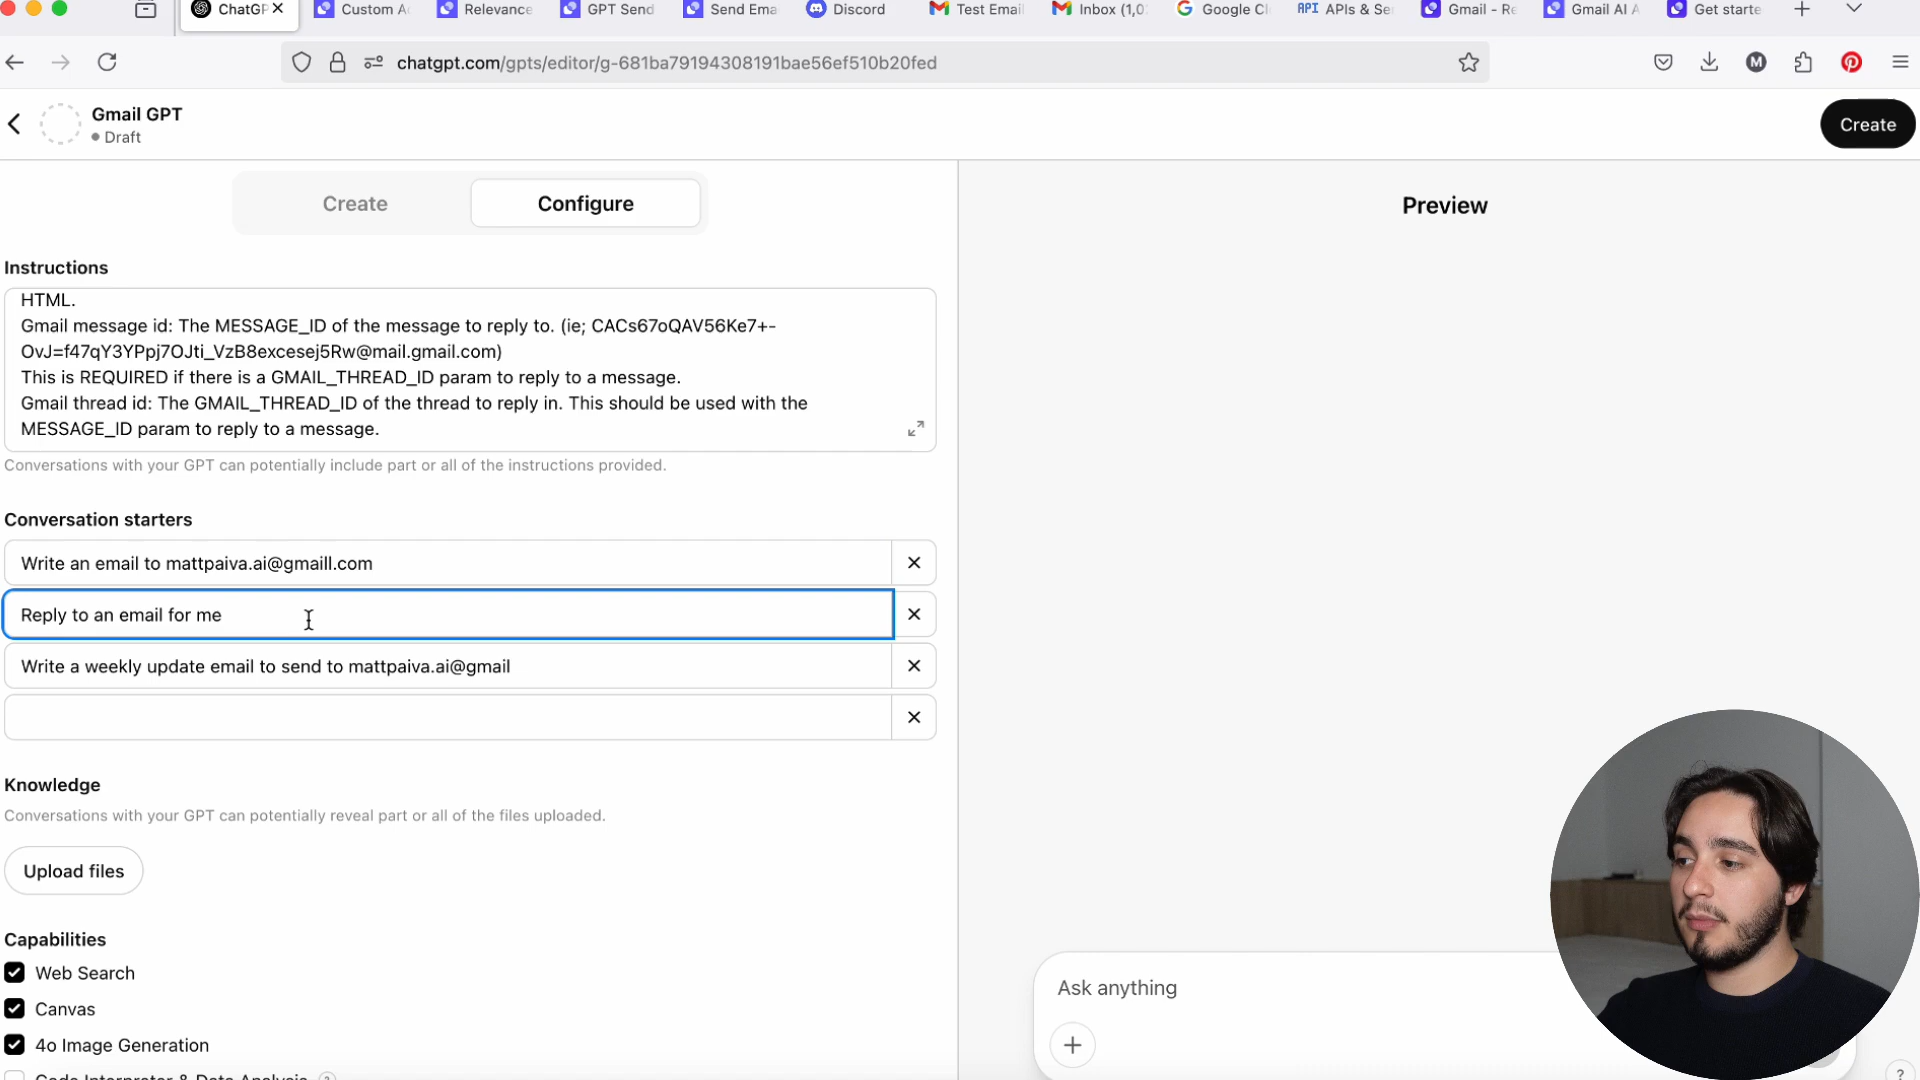 ChatGP
Custom A
Relevance
GPT Send
Send Ema
Discord
Test Email
Inbox (1,0
Google Cl
API APIs & Se
Gmail - Re
Gmail AI A
Get starte
chatgpt.com/gpts/editor/g-681ba79194308191bae56ef510b20fed
M
Gmail GPT
Draft
Create
Create
Configure
Preview
Instructions
HTML.
Gmail message id: The MESSAGE_ID of the message to reply to. (ie; CACs67oQAV56Ke7+-
OvJ=f47qY3YPpj7OJti_VzB8excesej5Rw@mail.gmail.com)
This is REQUIRED if there is a GMAIL_THREAD_ID param to reply to a message.
Gmail thread id: The GMAIL_THREAD_ID of the thread to reply in. This should be used with the
MESSAGE_ID param to reply to a message.
Conversations with your GPT can potentially include part or all of the instructions provided.
Conversation starters
Write an email to mattpaiva.ai@gmaill.com
Reply to an email for me
Write a weekly update email to send to mattpaiva.ai@gmail
Knowledge
Conversations with your GPT can potentially reveal part or all of the files uploaded.
Upload files
Capabilities
Web Search
Canvas
4o Image Generation
Code Interpreter & Data Analysis ?
Ask anything
?